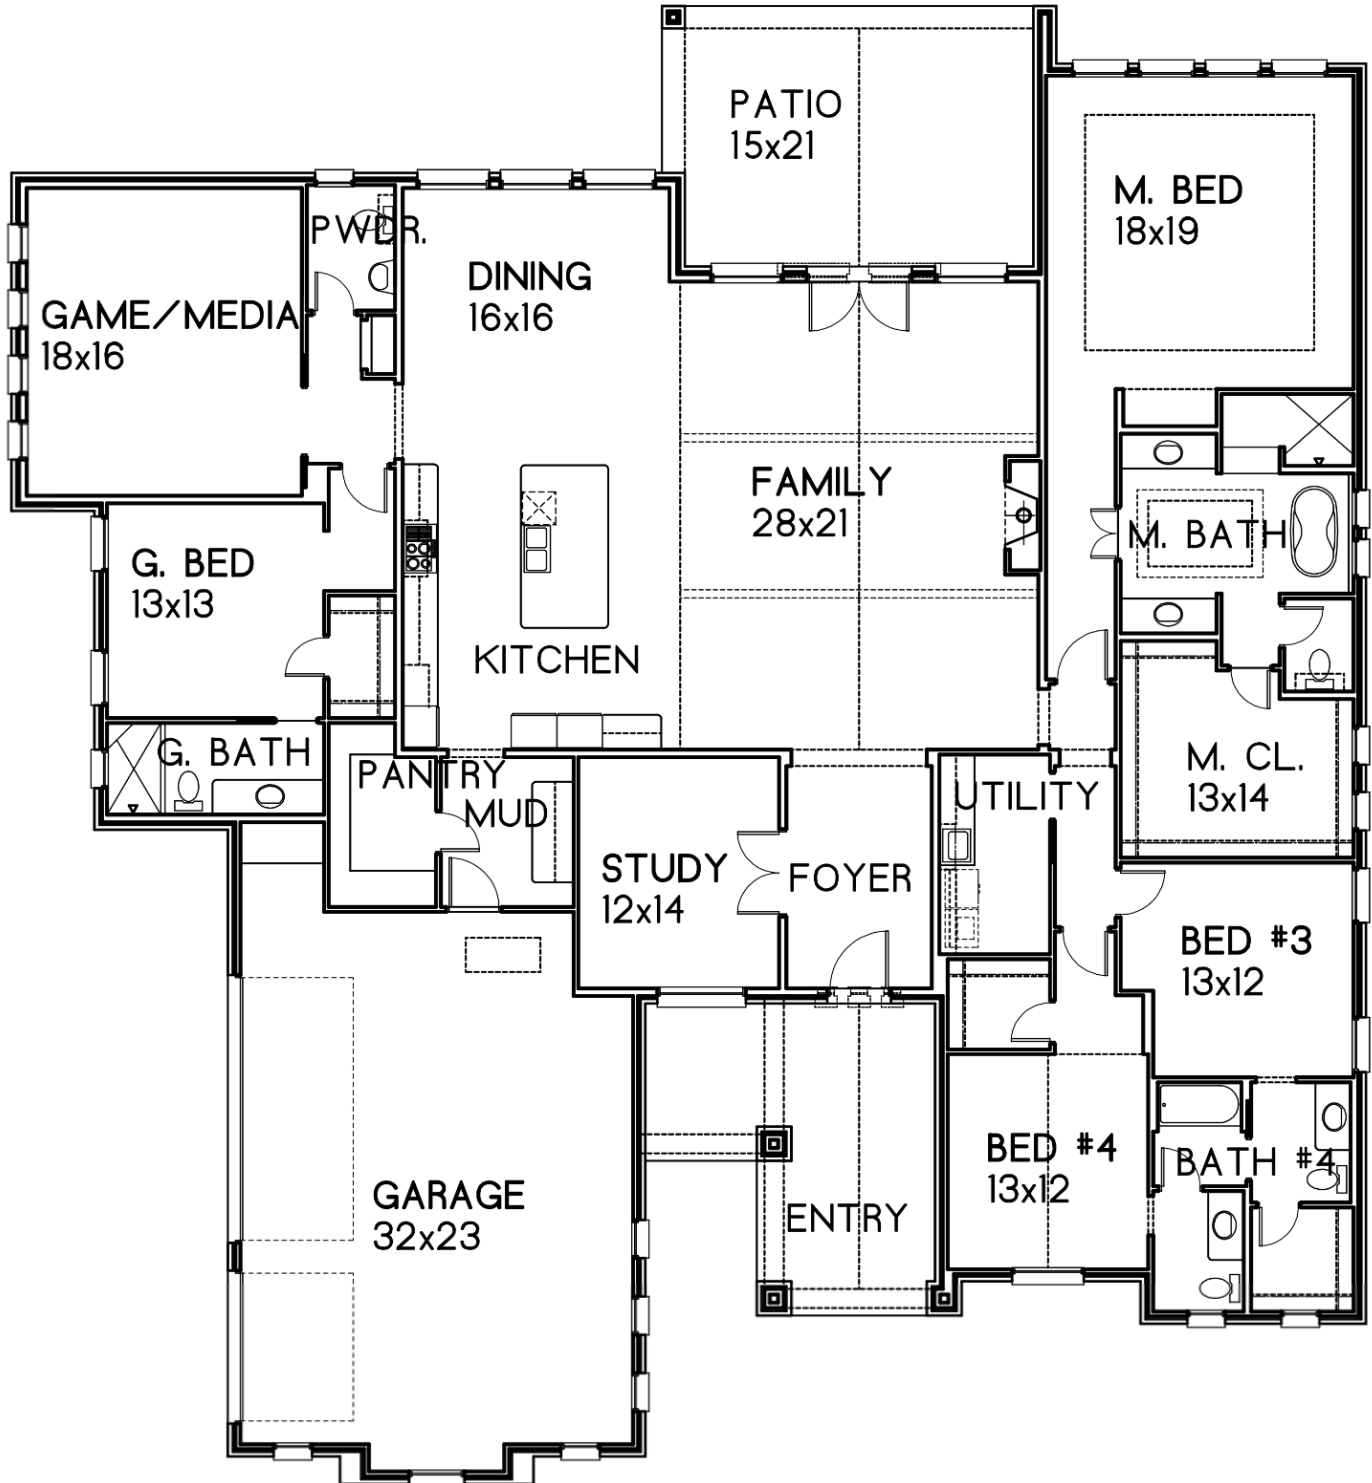 PATIO
15x21
M. BED
18x19
PWDR.
DINING
16x16
GAME/MEDIA
18x16
FAMILY
28x21
M. BATH
G. BED
13x13
KITCHEN
G. BATH
PANTRY
MUD
UTILITY
M. CL.
13x14
STUDY
12x14
FOYER
BED #3
13x12
BED #4
13x12
BATH #4
GARAGE
32x23
ENTRY